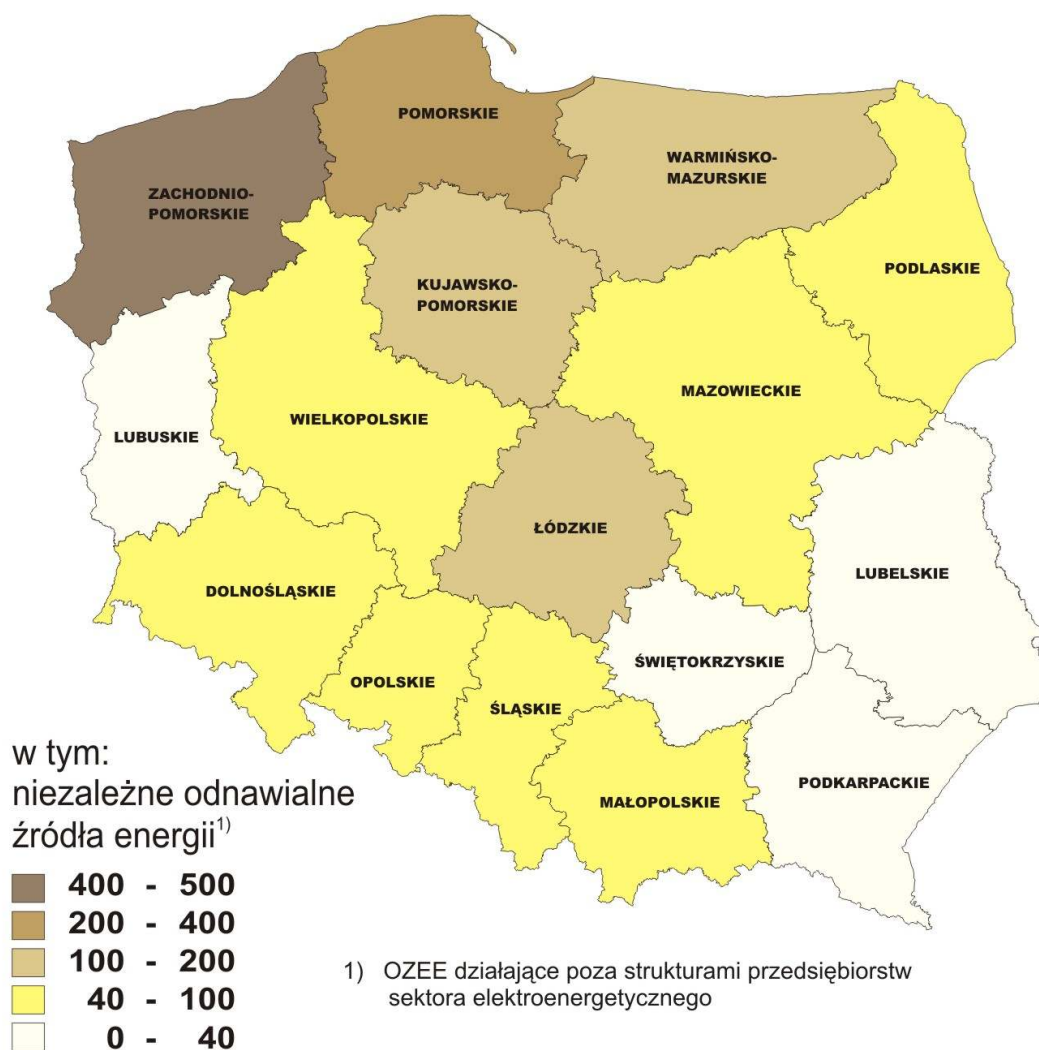 POMORSKIE
WARMIŃSKO-
MAZURSKIE
ZACHODNIO-
POMORSKIE
PODLASKIE
KUJAWSKO-
POMORSKIE
MAZOWIECKIE
WIELKOPOLSKIE
LUBUSKIE
ŁÓDZKIE
LUBELSKIE
DOLNOŚLĄSKIE
ŚWIĘTOKRZYSKIE
OPOLSKIE
ŚLĄSKIE
PODKARPACKIE
MAŁOPOLSKIE
w tym:
niezależne odnawialne
źródła energii1)
400 - 500
200 - 400
100 - 200
40 - 100
0 - 40
1) OZEE działające poza strukturami przedsiębiorstw
sektora elektroenergetycznego